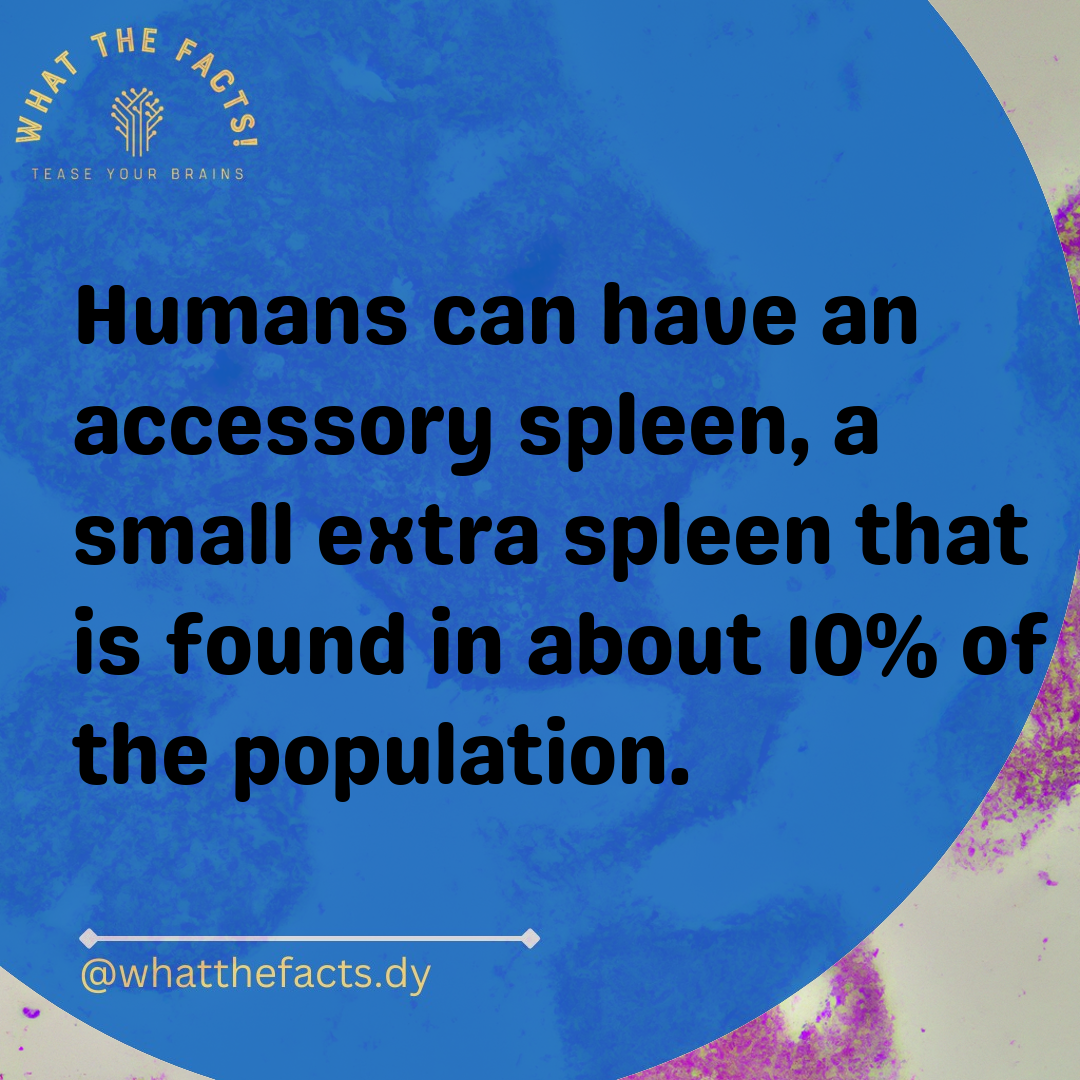 WHAT THE FACTS!
TEASE YOUR BRAINS
Humans can have an
accessory spleen, a
small extra spleen that
is found in about 10% of
the population.
@whatthefacts.dy